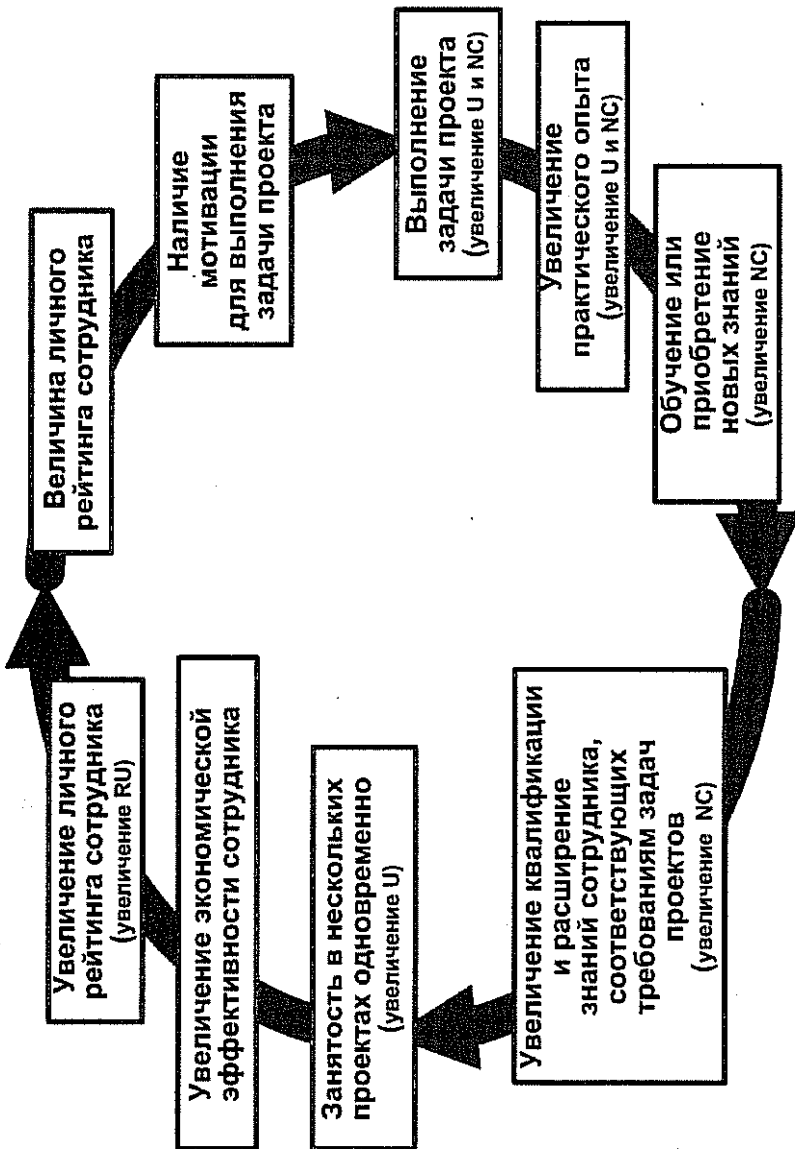 Величина личного
рейтинга сотрудника
Наличие
мотивации
для выполнения
задачи проекта
Выполнение
задачи проекта
(увеличение U и NC)
Увеличение
практического опыта
(увеличение U и NC)
Обучение или
приобретение
новых знаний
(увеличение NC)
Увеличение квалификации
и расширение
знаний сотрудника,
соответствующих
требованиям задач
проектов
(увеличение NC)
Занятость в нескольких
проектах одновременно
(увеличение U)
Увеличение экономической
эффективности сотрудника
Увеличение личного
рейтинга сотрудника
(увеличение RU)